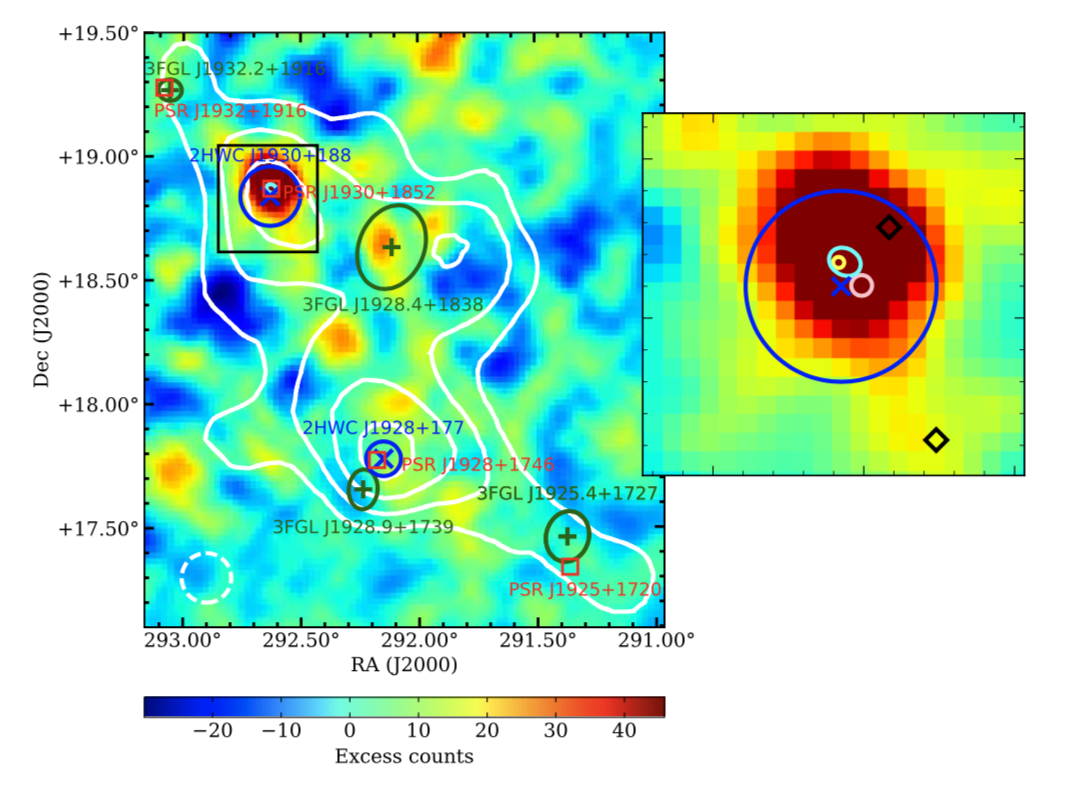 +19.50°
3FGL J1932.2+1916
PSR J1932+1916
+19.00°
2HWC J1930+188
PSR J1930+1852
+18.50°
3FGL J1928.4+1838
Dec (J2000)
+18.00°
2HWC J1928+177
PSR J1928+1746
3FGL J1925.4+1727
+17.50°
3FGL J1928.9+1739
PSR J1925+1720
293.00° 292.50° 292.00° 291.50° 291.00°
RA (J2000)
−20 −10 0 10 20 30 40
Excess counts